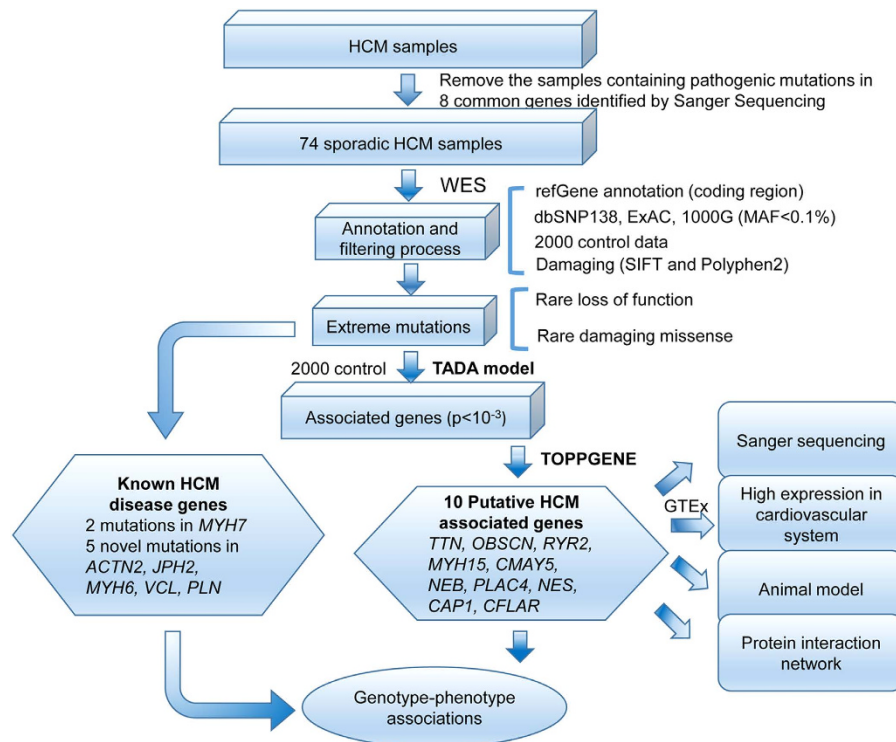 HCM samples
Remove the samples containing pathogenic mutations in
8 common genes identified by Sanger Sequencing
74 sporadic HCM samples
WES
Annotation and
filtering process
refGene annotation (coding region)
dbSNP138, ExAC, 1000G (MAF<0.1%)
2000 control data
Damaging (SIFT and Polyphen2)
Extreme mutations
Rare loss of function
Rare damaging missense
2000 control
TADA model
Associated genes (p<10⁻³)
TOPPGENE
Known HCM
disease genes
2 mutations in MYH7
5 novel mutations in
ACTN2, JPH2,
MYH6, VCL, PLN
10 Putative HCM
associated genes
TTN, OBSCN, RYR2,
MYH15, CMAY5,
NEB, PLAC4, NES,
CAP1, CFLAR
GTEx
Sanger sequencing
High expression in
cardiovascular
system
Animal model
Protein interaction
network
Genotype-phenotype
associations